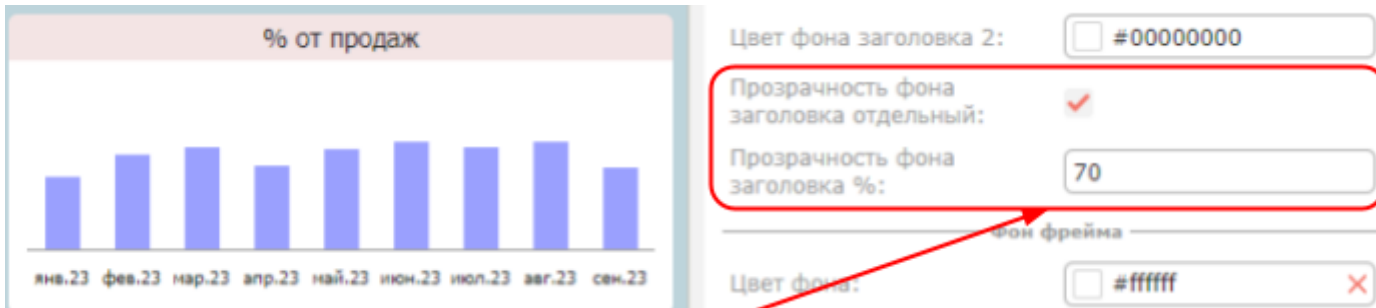 % от продаж
янв.23 фев.23 мар.23 апр.23 май.23 июн.23 июл.23 авг.23 сен.23
Цвет фона заголовка 2:
#00000000
Прозрачность фона
заголовка отдельный:
Прозрачность фона
заголовка %:
70
Фон фрейма
Цвет фона:
#ffffff